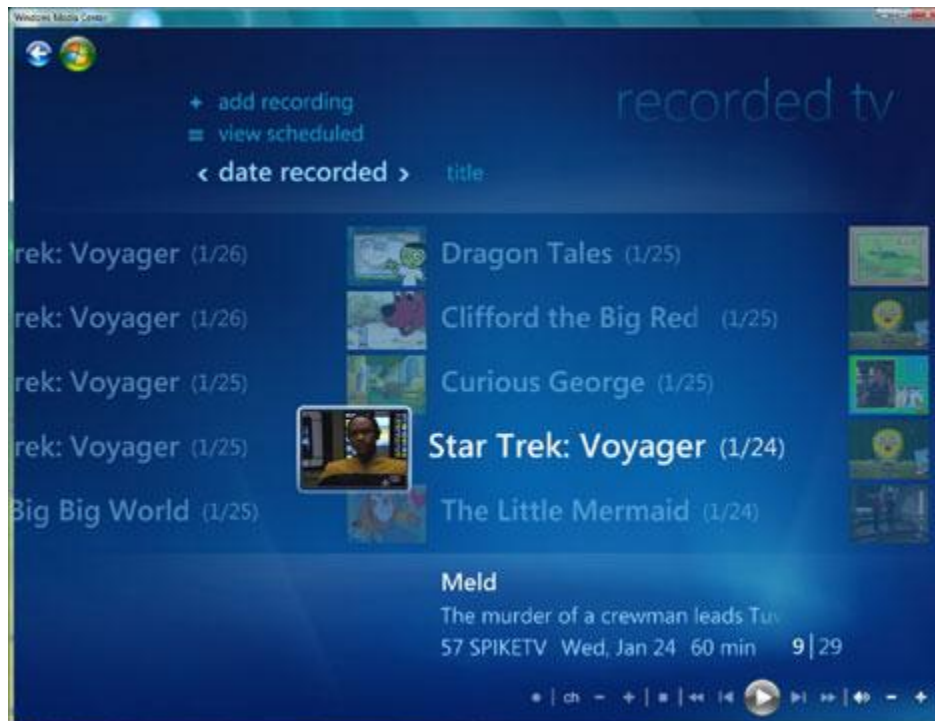 Windows Media Center
recorded tv
+ add recording
≡ view scheduled
< date recorded > title
rek: Voyager (1/26)
rek: Voyager (1/26)
rek: Voyager (1/25)
rek: Voyager (1/25)
Big Big World (1/25)
Dragon Tales (1/25)
Clifford the Big Red (1/25)
Curious George (1/25)
Star Trek: Voyager (1/24)
The Little Mermaid (1/24)
Meld
The murder of a crewman leads Tuv
57 SPIKETV Wed, Jan 24 60 min 9|29
ch - +
- +